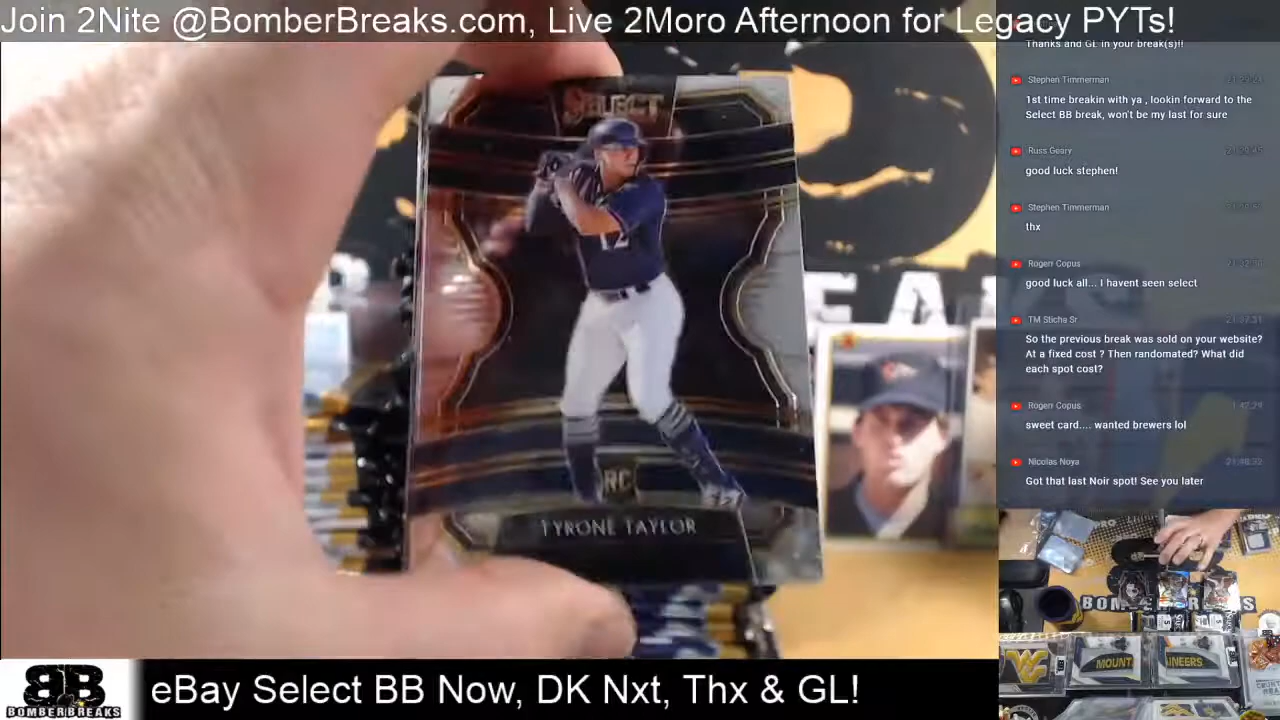 Join 2Nite @BomberBreaks.com, Live 2Moro Afternoon for Legacy PYTs!
Thanks and GL in your break(s)!!
Stephen Timmerman
1st time breakin with ya , lookin forward to the
Select BB break, won't be my last for sure
Russ Geary
good luck stephen!
Stephen Timmerman
thx
Rogerr Copus
good luck all... I havent seen select
TM Sticha Sr
So the previous break was sold on your website?
At a fixed cost ? Then randomated? What did
each spot cost?
Rogerr Copus
sweet card.... wanted brewers lol
Nicolas Noya
Got that last Noir spot! See you later
SELECT
12
RC
TYRONE TAYLOR
MOUNT
AINEERS
BB
BOMBERBREAKS
eBay Select BB Now, DK Nxt, Thx & GL!